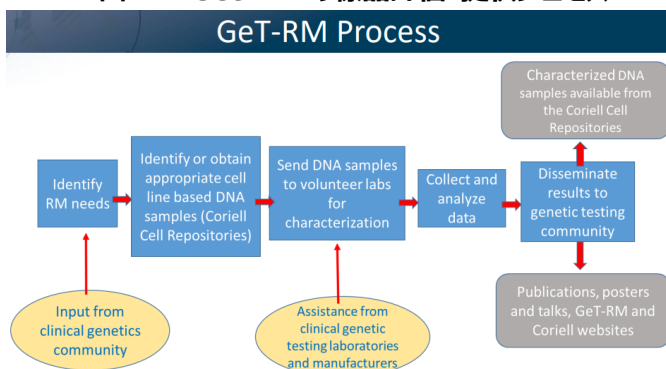 GeT-RM Process
Characterized DNA
samples available from
the Coriell Cell
Repositories
Identify
RM needs
Identify or obtain
appropriate cell
line based DNA
samples (Coriell
Cell Repositories)
Send DNA samples
to volunteer labs
for
characterization
Collect and
analyze
data
Disseminate
results to
genetic testing
community
Input from
clinical genetics
community
Assistance from
clinical genetic
testing laboratories
and manufacturers
Publications, posters
and talks, GeT-RM and
Coriell websites